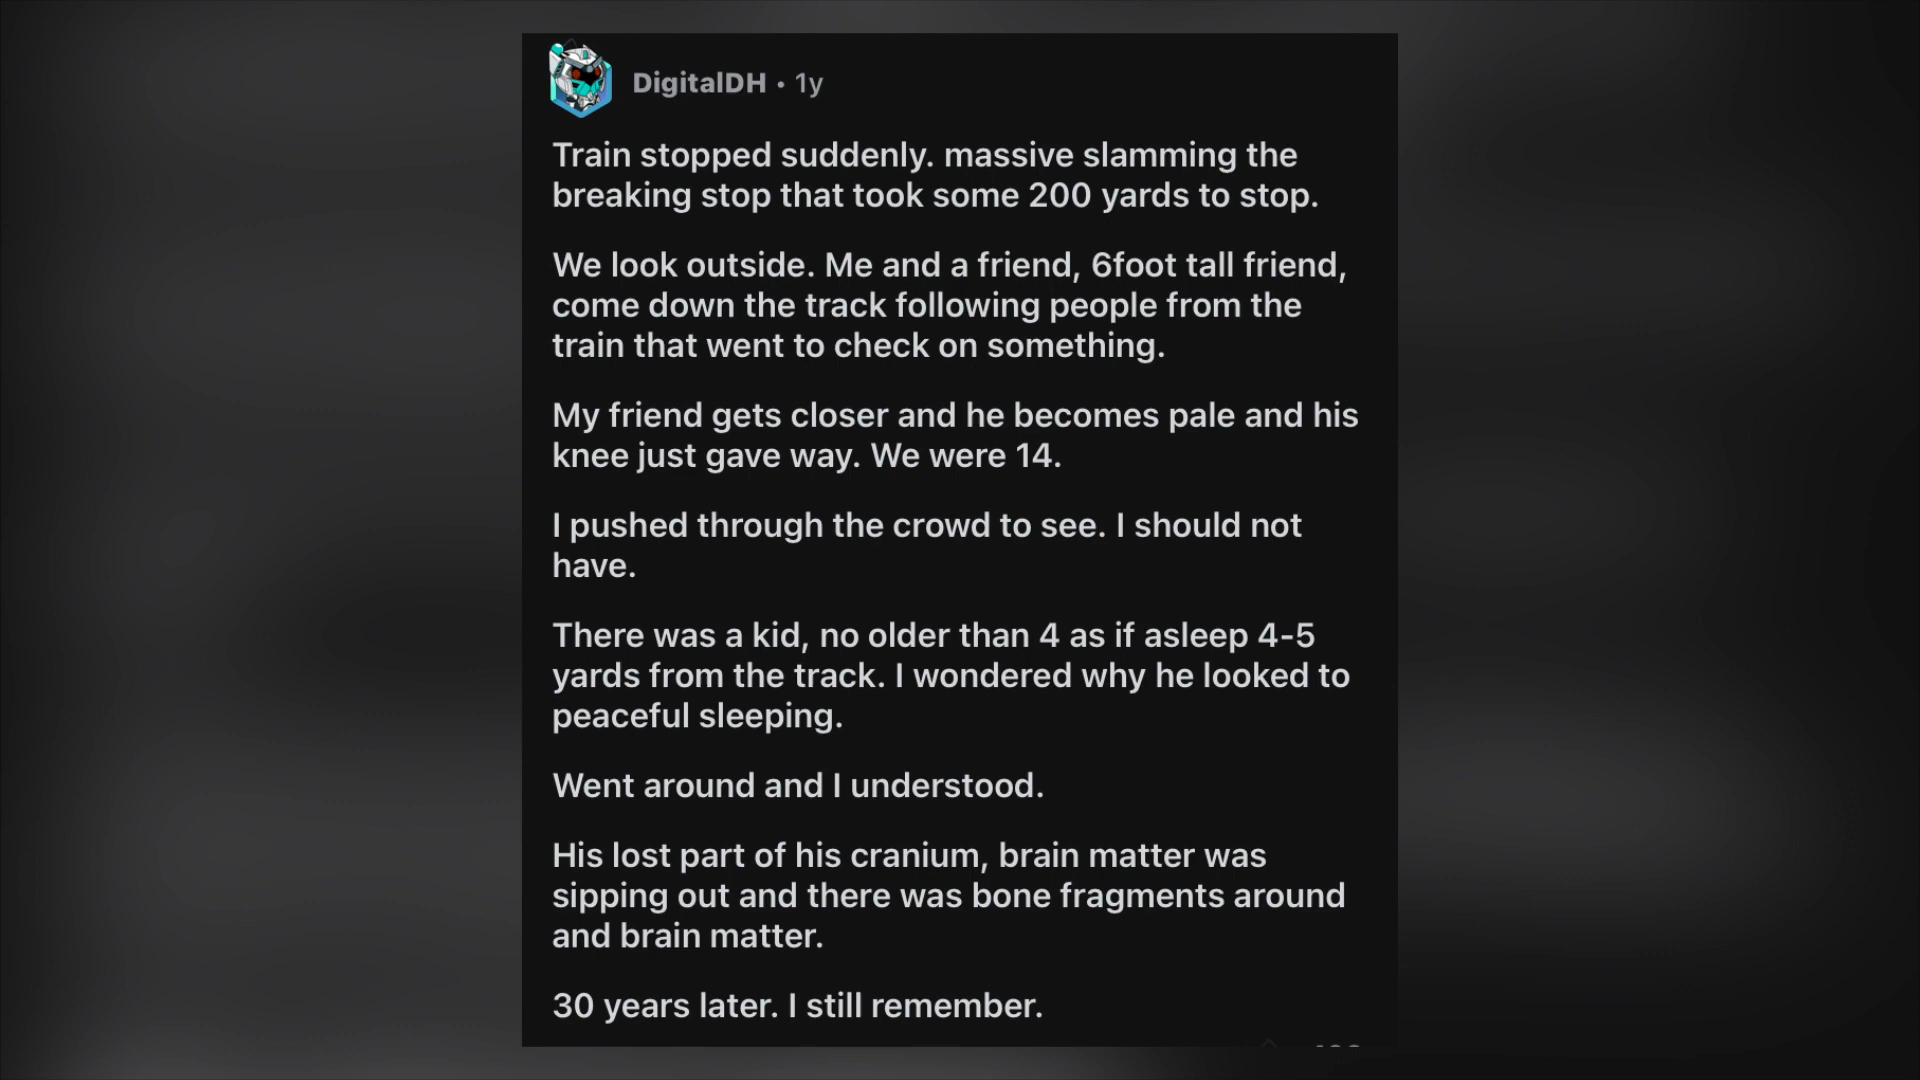 DigitalDH • 1y
Train stopped suddenly. massive slamming the
breaking stop that took some 200 yards to stop.
We look outside. Me and a friend, 6foot tall friend,
come down the track following people from the
train that went to check on something.
My friend gets closer and he becomes pale and his
knee just gave way. We were 14.
I pushed through the crowd to see. I should not
have.
There was a kid, no older than 4 as if asleep 4-5
yards from the track. I wondered why he looked to
peaceful sleeping.
Went around and I understood.
His lost part of his cranium, brain matter was
sipping out and there was bone fragments around
and brain matter.
30 years later. I still remember.